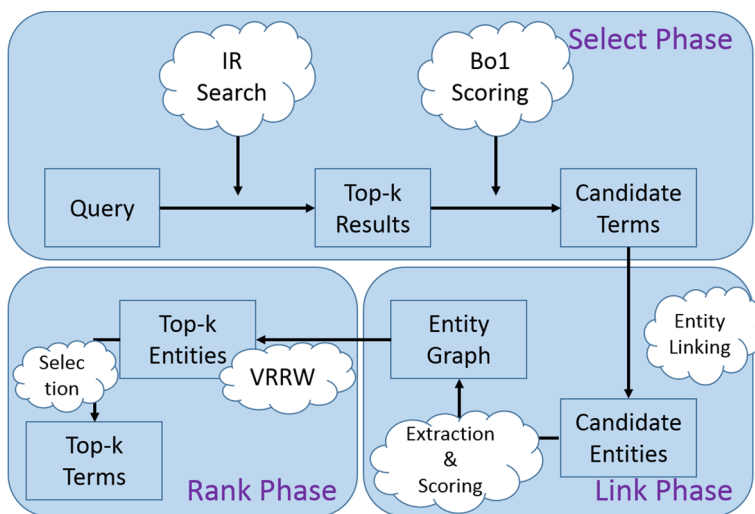 Select Phase
IR
Search
Bo1
Scoring
Query
Top-k
Results
Candidate
Terms
Entity
Linking
Candidate
Entities
Extraction
&
Scoring
Entity
Graph
Link Phase
VRRW
Top-k
Entities
Selec
tion
Top-k
Terms
Rank Phase